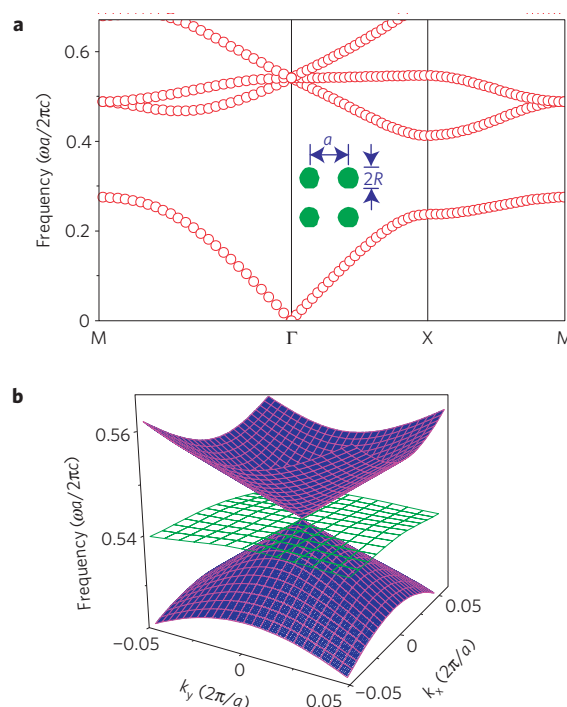 a
Frequency (ωa/2πc)
0.6
0.4
0.2
0
a
2R
M Γ X M
b
Frequency (ωa/2πc)
0.56
0.54
−0.05
0
0.05
k_y (2π/a)
−0.05
0
0.05
k_x (2π/a)